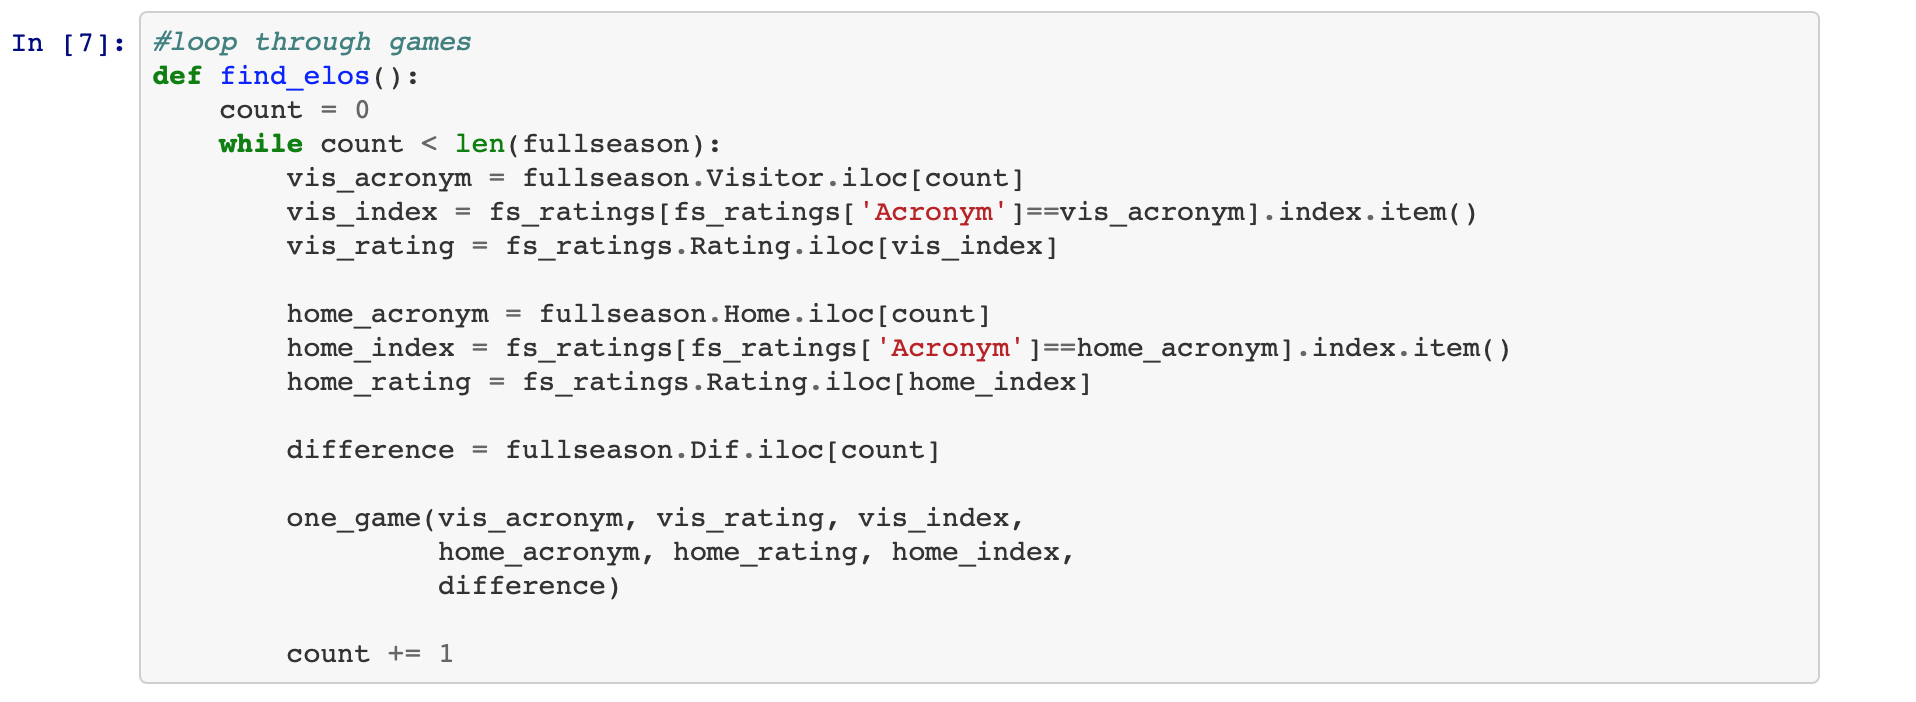 In [7]:
#loop through games
def find_elos():
    count = 0
    while count < len(fullseason):
        vis_acronym = fullseason.Visitor.iloc[count]
        vis_index = fs_ratings[fs_ratings['Acronym']==vis_acronym].index.item()
        vis_rating = fs_ratings.Rating.iloc[vis_index]

        home_acronym = fullseason.Home.iloc[count]
        home_index = fs_ratings[fs_ratings['Acronym']==home_acronym].index.item()
        home_rating = fs_ratings.Rating.iloc[home_index]

        difference = fullseason.Dif.iloc[count]

        one_game(vis_acronym, vis_rating, vis_index,
                 home_acronym, home_rating, home_index,
                 difference)

        count += 1